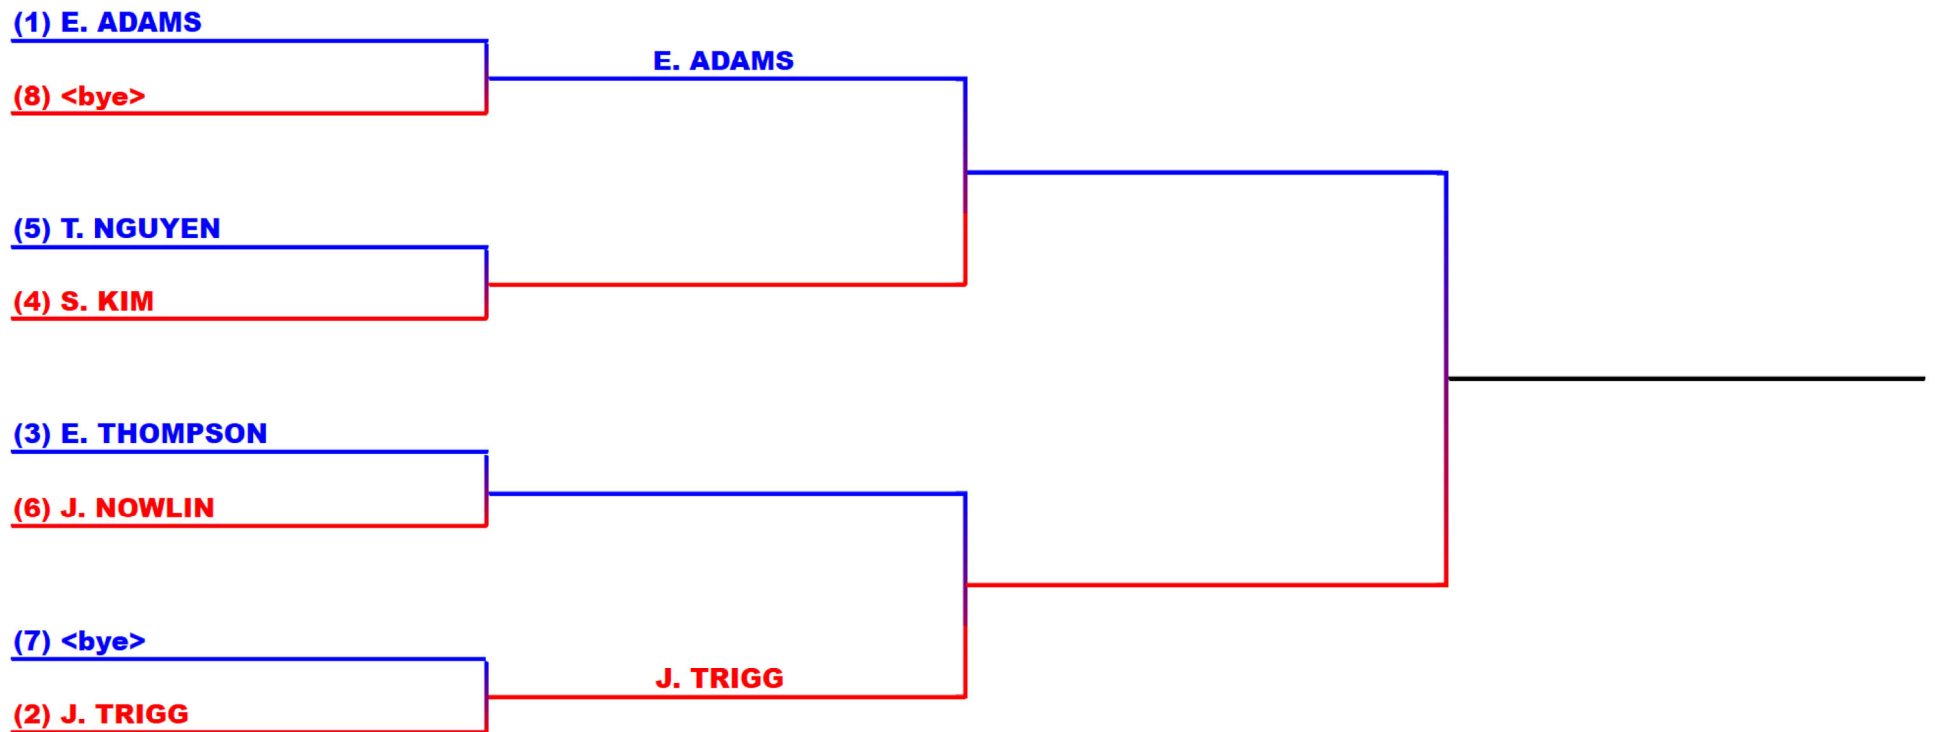 (1) E. ADAMS
E. ADAMS
(8) <bye>
(5) T. NGUYEN
(4) S. KIM
(3) E. THOMPSON
(6) J. NOWLIN
(7) <bye>
J. TRIGG
(2) J. TRIGG